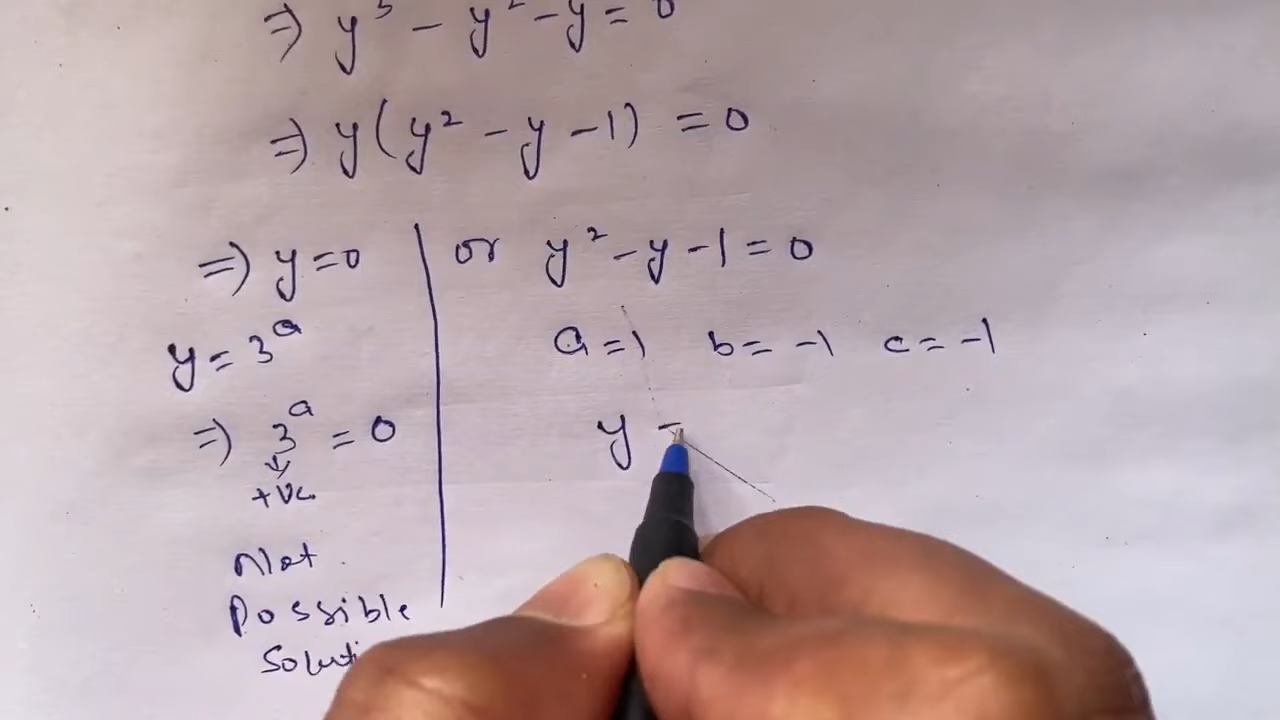 ⇒ y³ - y² - y = 0
⇒ y(y² - y - 1) = 0
⇒ y = 0 or y² - y - 1 = 0
y = 3ᵃ a = 1 b = -1 c = -1
⇒ 3ᵃ = 0 y =
↓
+ve
Not
Possible